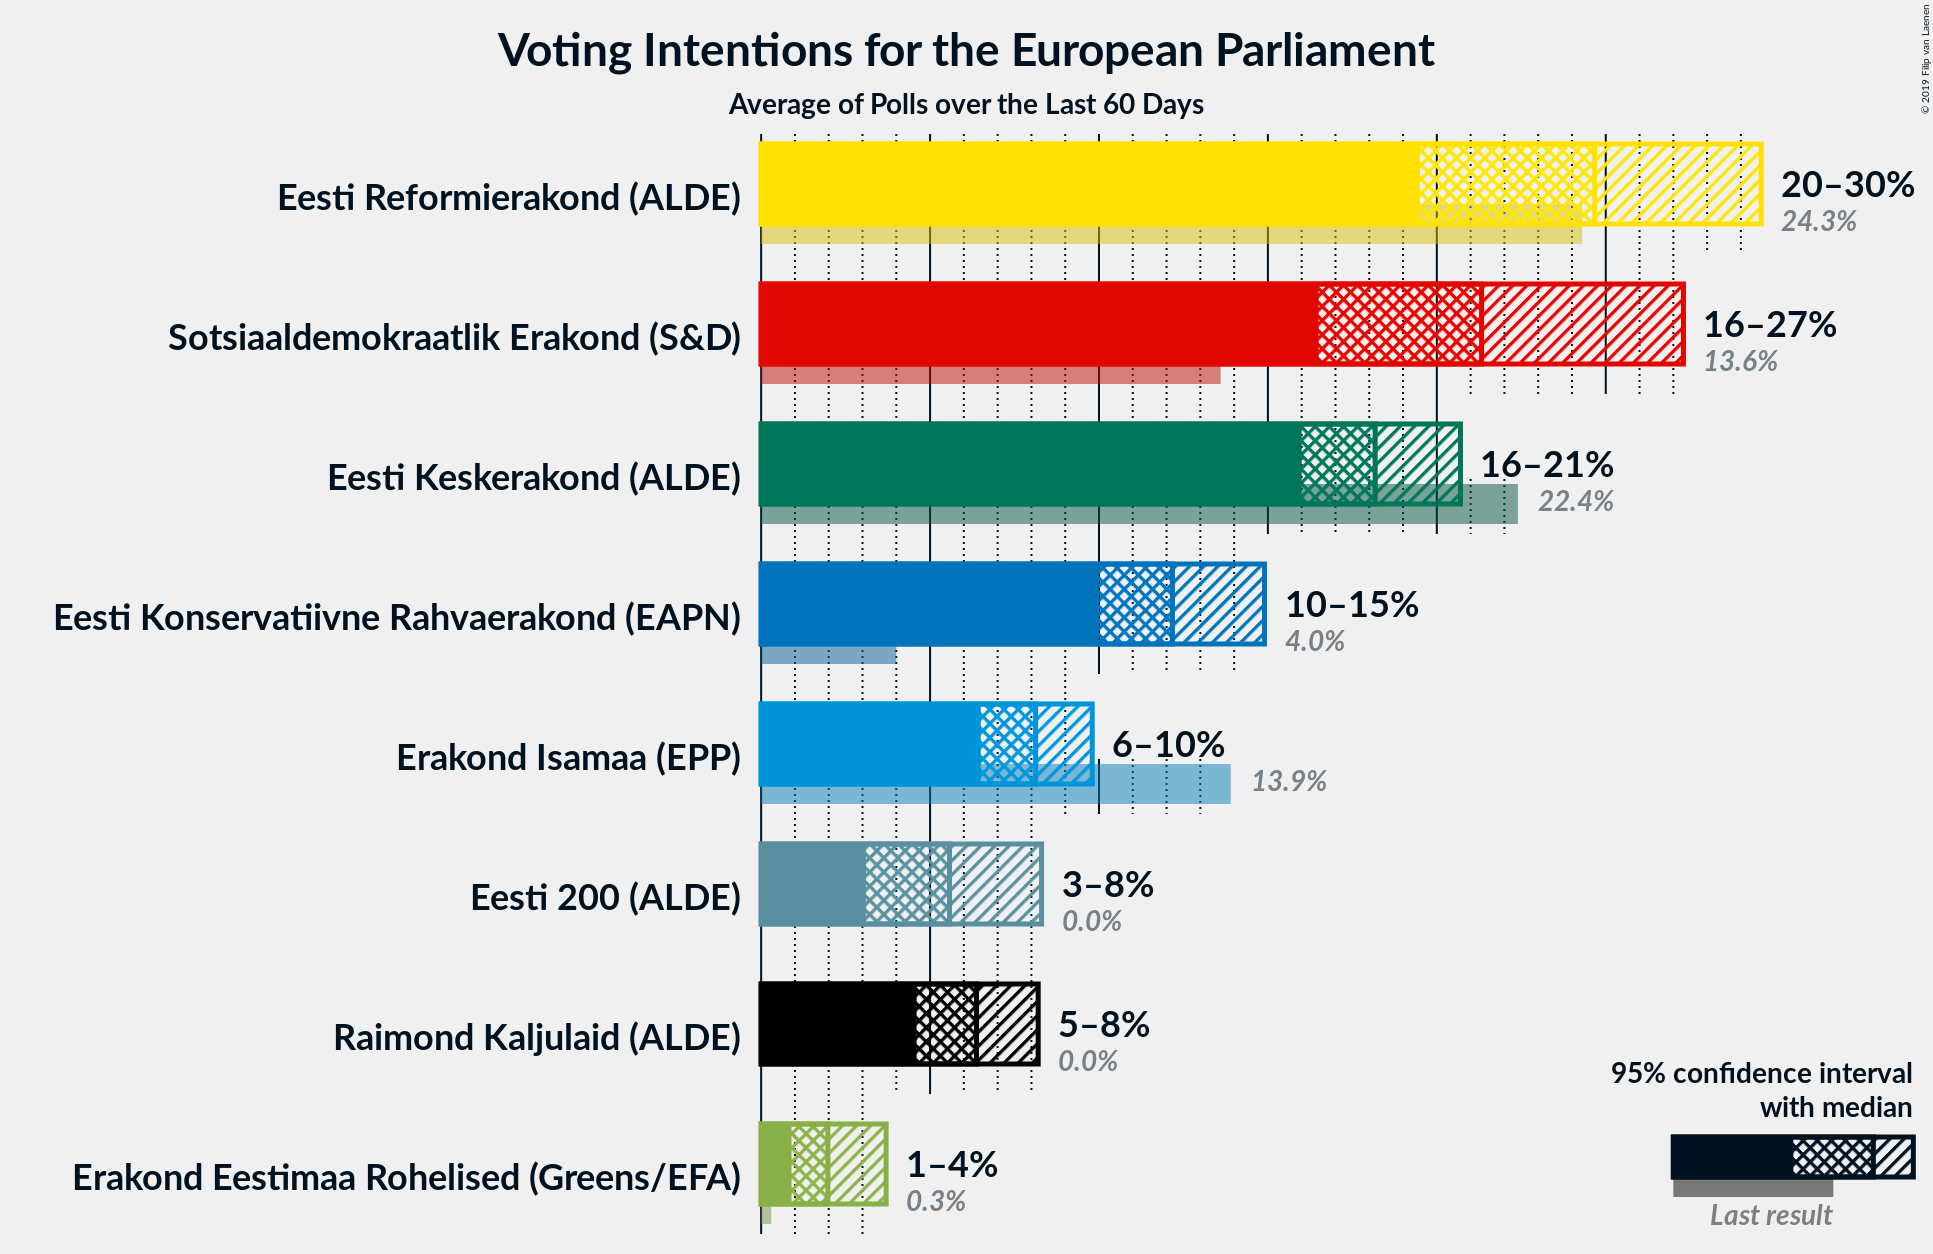 Voting Intentions for the European Parliament
Average of Polls over the Last 60 Days
© 2019 Filip van Laenen
Eesti Reformierakond (ALDE)
20–30%
24.3%
Sotsiaaldemokraatlik Erakond (S&D)
16–27%
13.6%
Eesti Keskerakond (ALDE)
16–21%
22.4%
Eesti Konservatiivne Rahvaerakond (EAPN)
10–15%
4.0%
Erakond Isamaa (EPP)
6–10%
13.9%
Eesti 200 (ALDE)
3–8%
0.0%
Raimond Kaljulaid (ALDE)
5–8%
0.0%
Erakond Eestimaa Rohelised (Greens/EFA)
1–4%
0.3%
95% confidence interval
with median
Last result